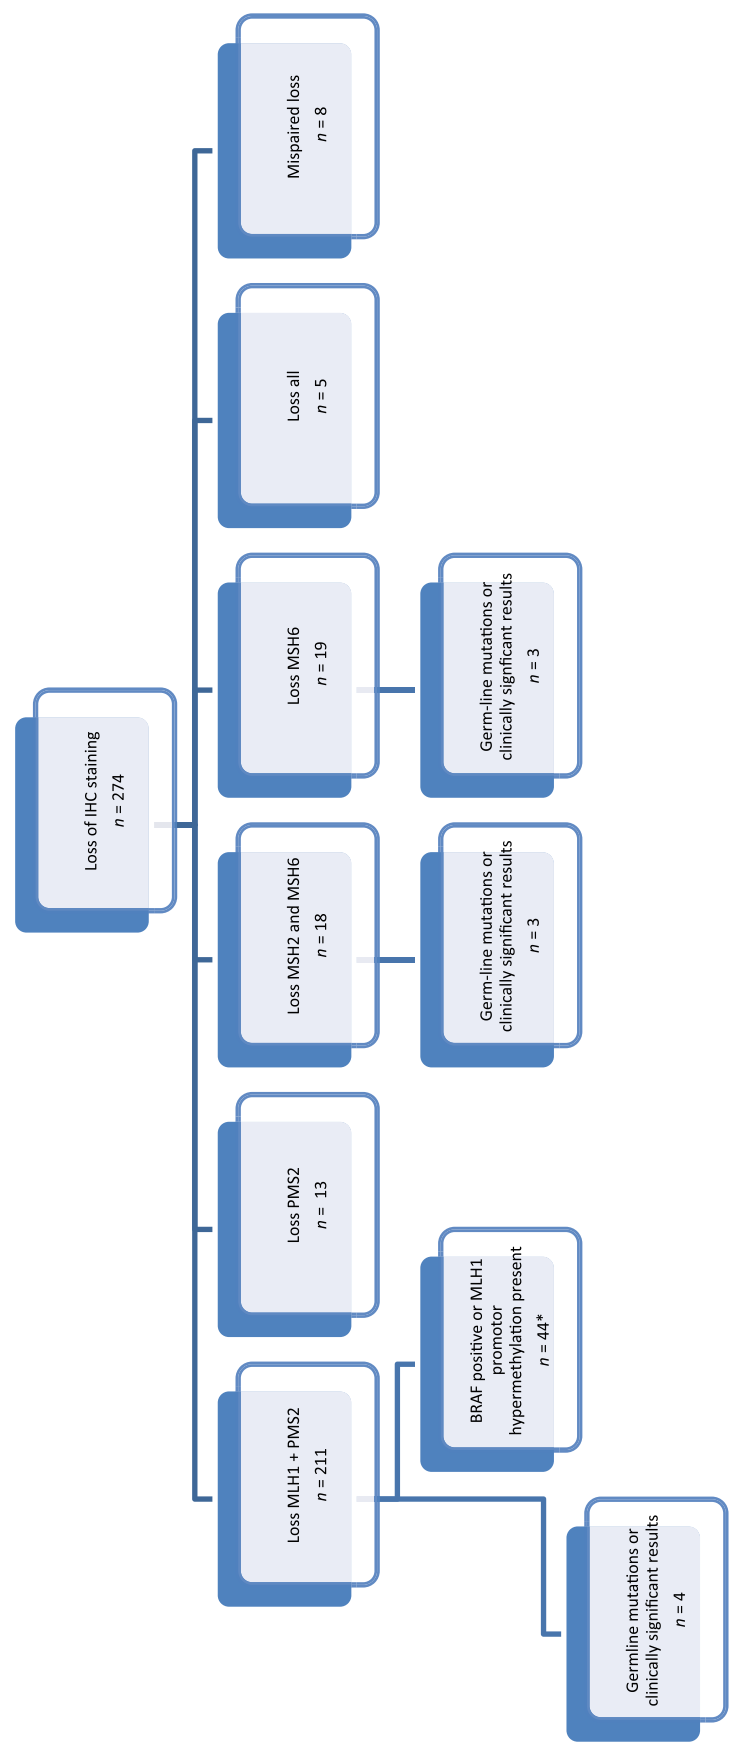 Loss of IHC staining
n = 274
Loss MLH1 + PMS2
n = 211
Loss PMS2
n = 13
Loss MSH2 and MSH6
n = 18
Loss MSH6
n = 19
Loss all
n = 5
Mispaired loss
n = 8
Germline mutations or
clinically significant results
n = 4
BRAF positive or MLH1
promotor
hypermethylation present
n = 44*
Germ-line mutations or
clinically significant results
n = 3
Germ-line mutations or
clinically signficant results
n = 3